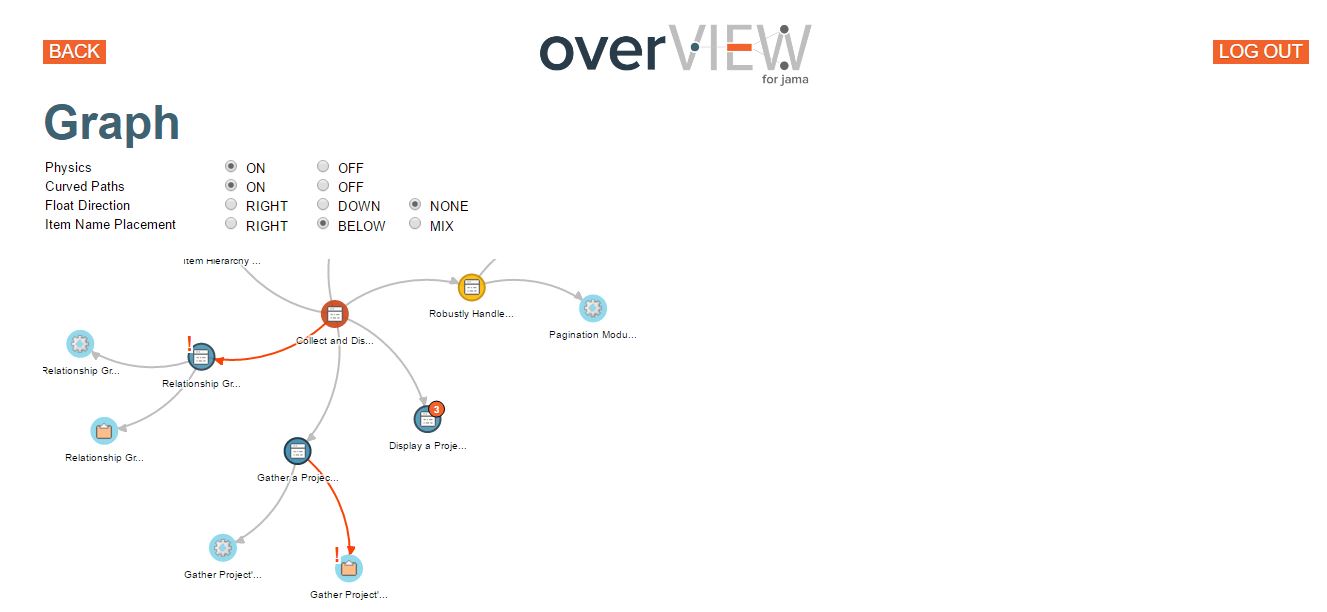 BACK
overVIEW
for jama
LOG OUT
Graph
Physics ON OFF
Curved Paths ON OFF
Float Direction RIGHT DOWN NONE
Item Name Placement RIGHT BELOW MIX
Item Hierarchy ...
Robustly Handle...
Pagination Modu...
Collect and Dis...
!
Relationship Gr...
Relationship Gr...
3
Display a Proje...
Relationship Gr...
Gather a Projec...
Gather Project'...
!
Gather Project'...